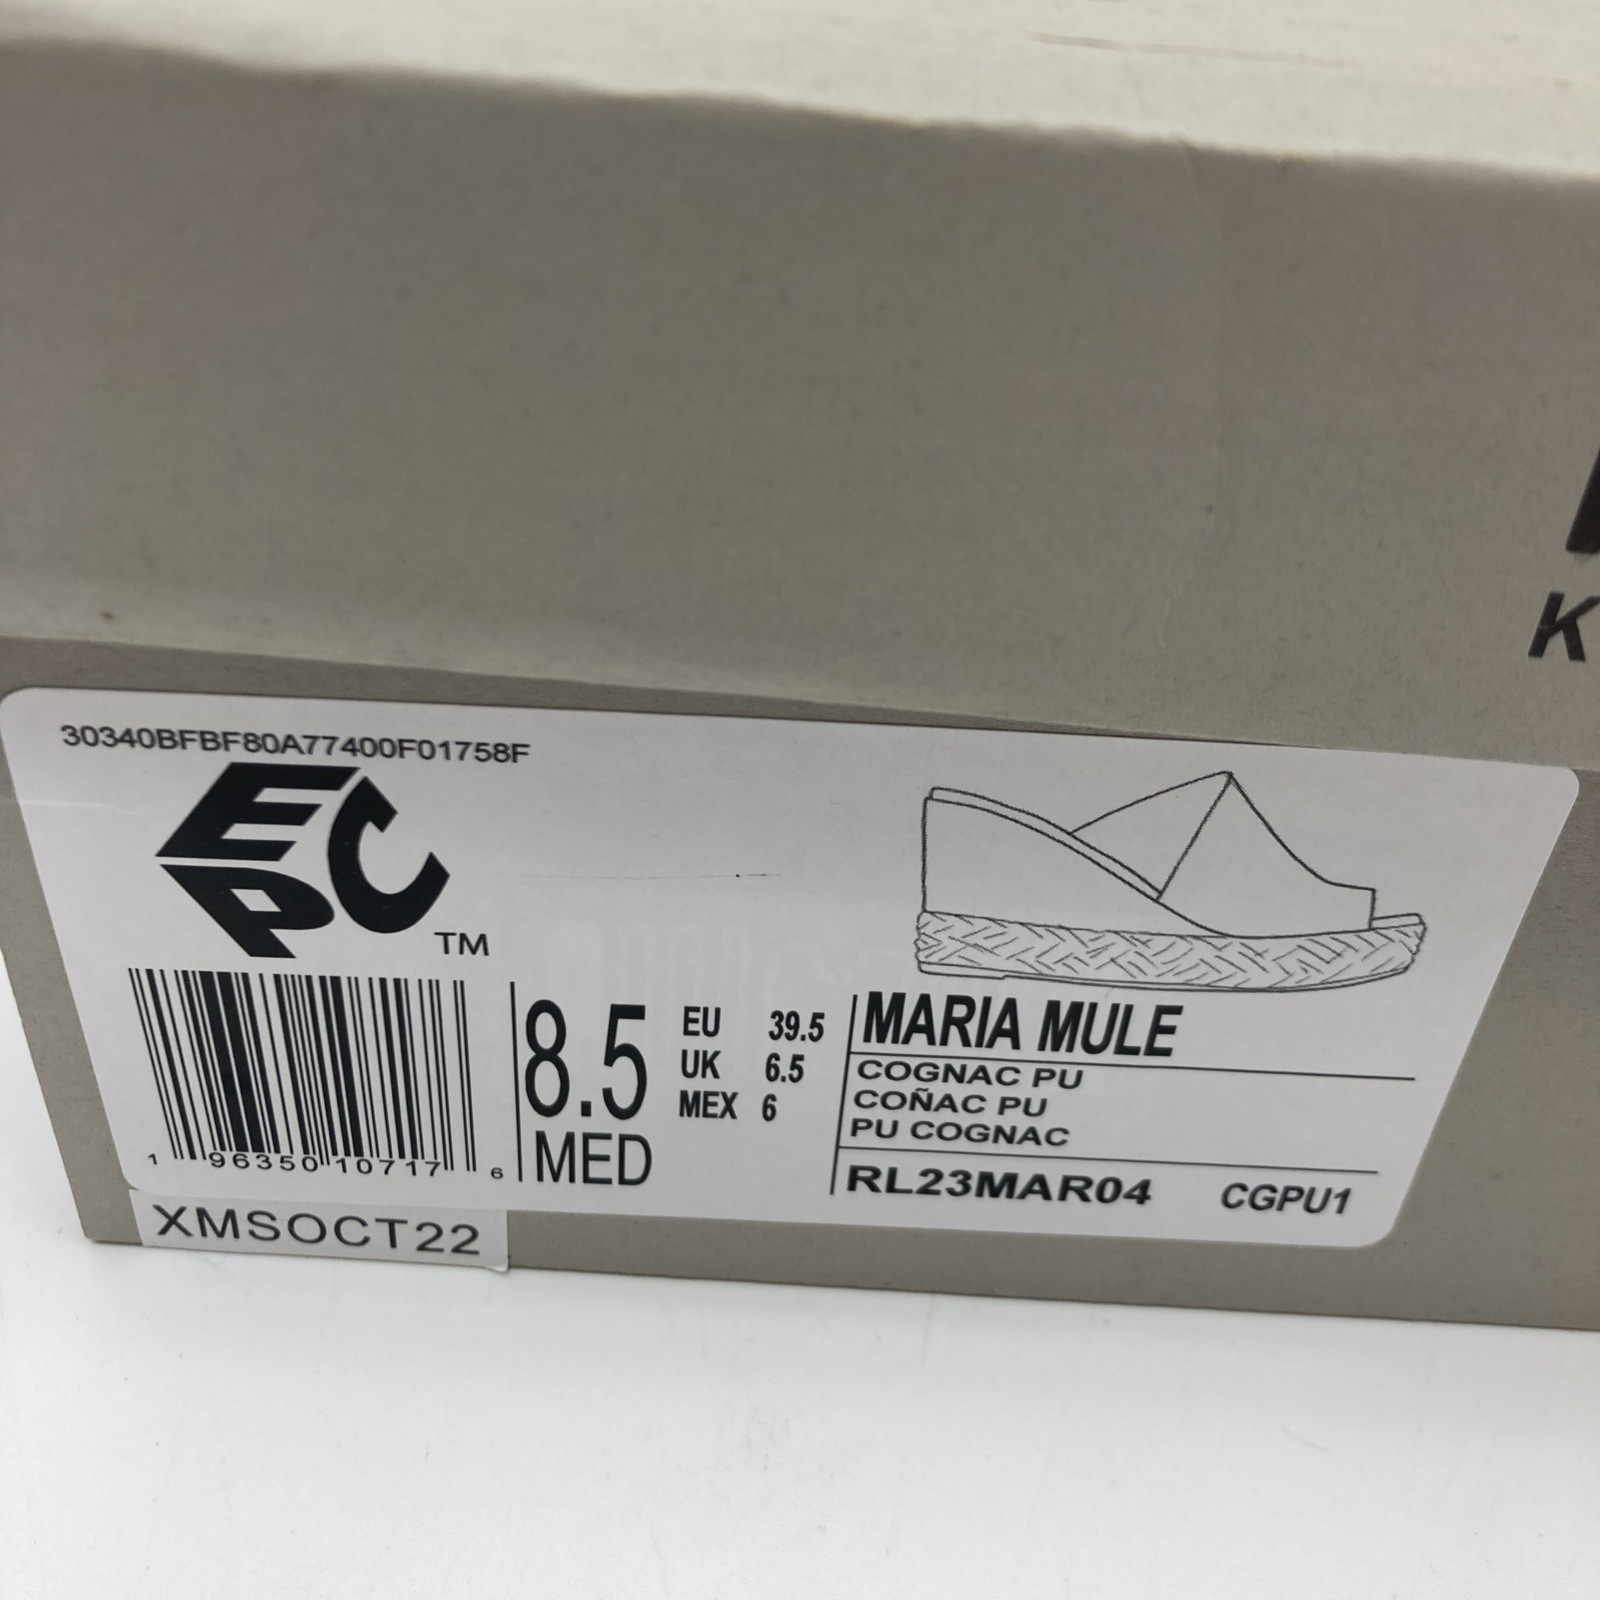 K
30340BFBF80A77400F01758F
EPC
TM
1 96350 10717 6
8.5
MED
EU 39.5
UK 6.5
MEX 6
MARIA MULE
COGNAC PU
COÑAC PU
PU COGNAC
RL23MAR04 CGPU1
XMSOCT22